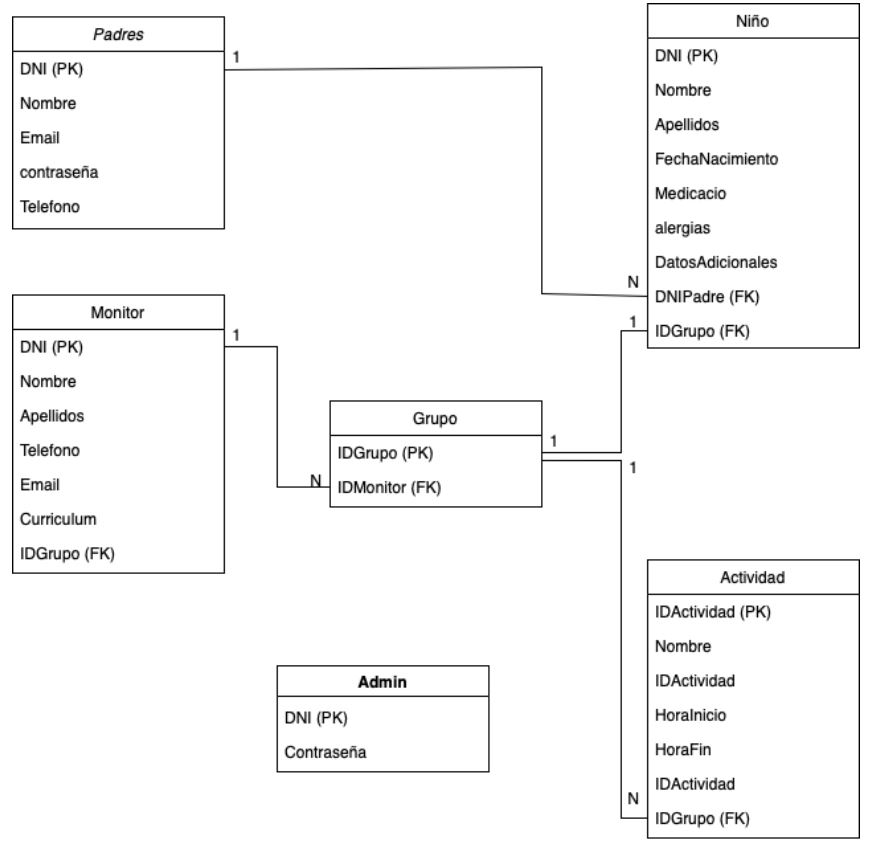 Padres
DNI (PK)
Nombre
Email
contraseña
Telefono
1
Niño
DNI (PK)
Nombre
Apellidos
FechaNacimiento
Medicacio
alergias
DatosAdicionales
N
DNIPadre (FK)
1
IDGrupo (FK)
Monitor
DNI (PK)
Nombre
Apellidos
Telefono
Email
Curriculum
IDGrupo (FK)
1
N
Grupo
IDGrupo (PK)
IDMonitor (FK)
1
1
Admin
DNI (PK)
Contraseña
Actividad
IDActividad (PK)
Nombre
IDActividad
HoraInicio
HoraFin
IDActividad
N
IDGrupo (FK)